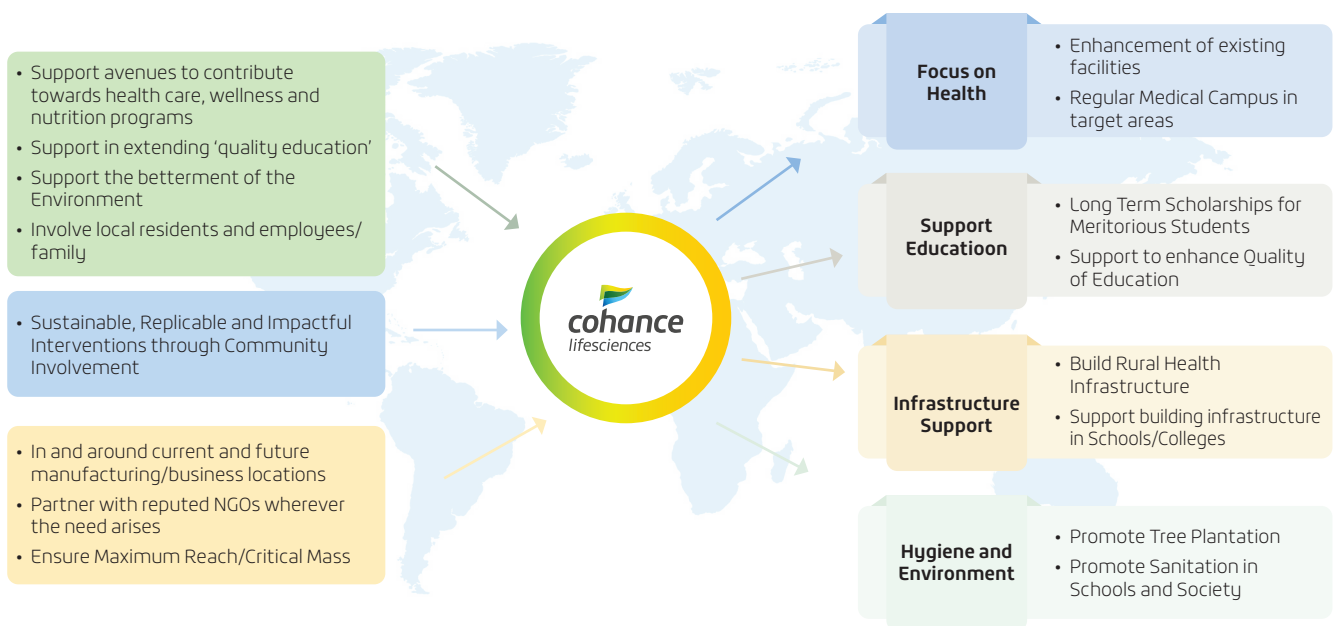 • Support avenues to contribute
towards health care, wellness and
nutrition programs
• Support in extending ‘quality education’
• Support the betterment of the
Environment
• Involve local residents and employees/
family
• Sustainable, Replicable and Impactful
Interventions through Community
Involvement
• In and around current and future
manufacturing/business locations
• Partner with reputed NGOs wherever
the need arises
• Ensure Maximum Reach/Critical Mass
cohance
lifesciences
Focus on
Health
• Enhancement of existing
facilities
• Regular Medical Campus in
target areas
Support
Educatioon
• Long Term Scholarships for
Meritorious Students
• Support to enhance Quality
of Education
Infrastructure
Support
• Build Rural Health
Infrastructure
• Support building infrastructure
in Schools/Colleges
Hygiene and
Environment
• Promote Tree Plantation
• Promote Sanitation in
Schools and Society